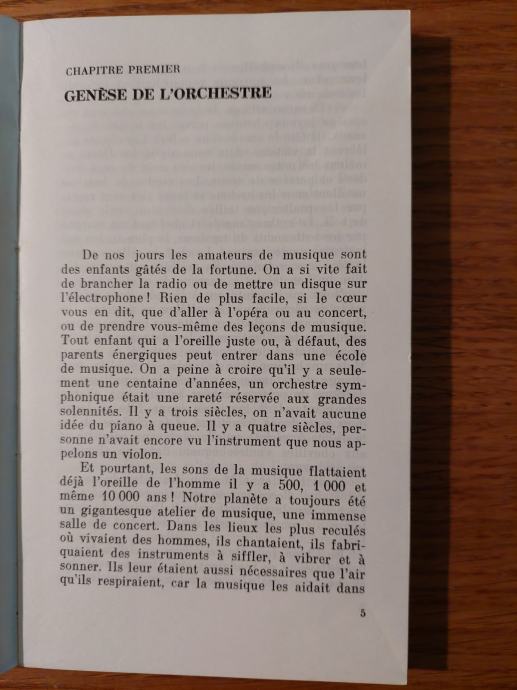 CHAPITRE PREMIER
GENÈSE DE L'ORCHESTRE
De nos jours les amateurs de musique sont
des enfants gâtés de la fortune. On a si vite fait
de brancher la radio ou de mettre un disque sur
l'électrophone! Rien de plus facile, si le cœur
vous en dit, que d'aller à l'opéra ou au concert,
ou de prendre vous-même des leçons de musique.
Tout enfant qui a l'oreille juste ou, à défaut, des
parents énergiques peut entrer dans une école
de musique. On a peine à croire qu'il y a seule-
ment une centaine d'années, un orchestre sym-
phonique était une rareté réservée aux grandes
solennités. Il y a trois siècles, on n'avait aucune
idée du piano à queue. Il y a quatre siècles, per-
sonne n'avait encore vu l'instrument que nous ap-
pelons un violon.
Et pourtant, les sons de la musique flattaient
déjà l'oreille de l'homme il y a 500, 1 000 et
même 10 000 ans! Notre planète a toujours été
un gigantesque atelier de musique, une immense
salle de concert. Dans les lieux les plus reculés
où vivaient des hommes, ils chantaient, ils fabri-
quaient des instruments à siffler, à vibrer et à
sonner. Ils leur étaient aussi nécessaires que l'air
qu'ils respiraient, car la musique les aidait dans
5